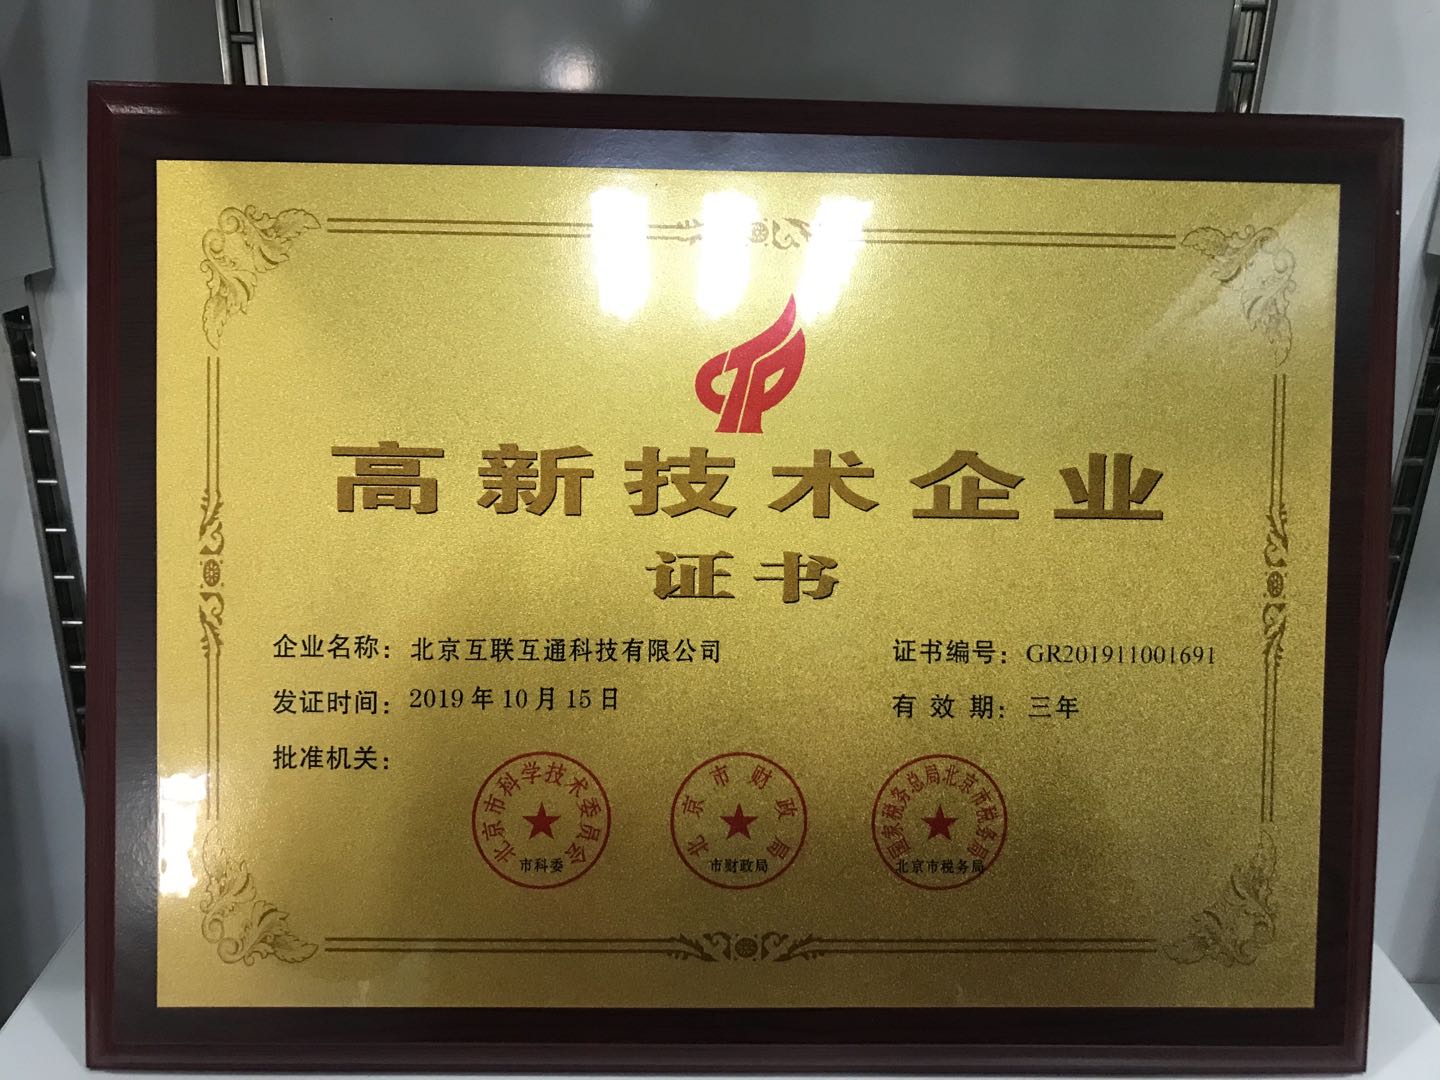 高新技术企业
证书
企业名称：北京互联互通科技有限公司
证书编号：GR201911001691
发证时间：2019年10月15日
有效期：三年
批准机关：
北京市科学技术委员会
市科委
北京市财政局
市财政局
国家税务总局北京市税务局
北京市税务局